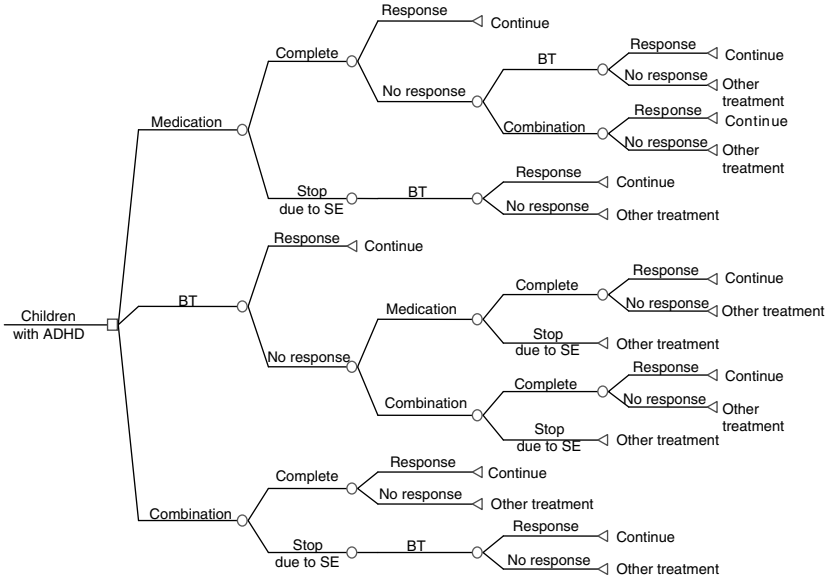 Response
Continue
Complete
BT
Response
Continue
No response
Other
treatment
No response
Combination
Response
Continue
No response
Other
treatment
Medication
Stop
due to SE
BT
Response
Continue
No response
Other treatment
Children
with ADHD
BT
Response
Continue
No response
Medication
Complete
Response
Continue
No response
Other treatment
Stop
due to SE
Other treatment
Combination
Complete
Response
Continue
No response
Other
treatment
Stop
due to SE
Other treatment
Combination
Complete
Response
Continue
No response
Other treatment
Stop
due to SE
BT
Response
Continue
No response
Other treatment